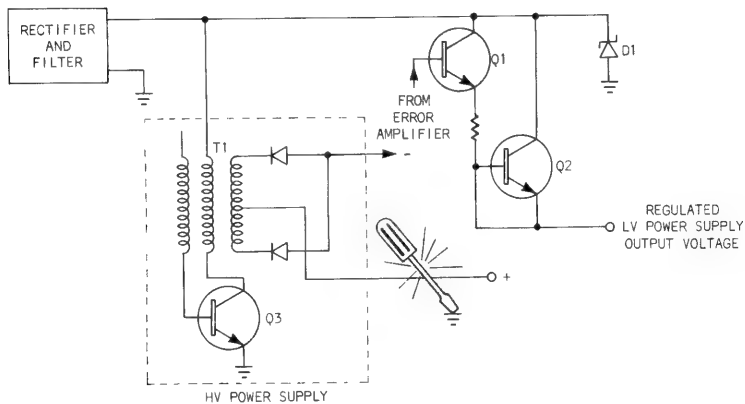 RECTIFIER
AND
FILTER
Q1
D1
FROM
ERROR
AMPLIFIER
T1
-
Q2
REGULATED
LV POWER SUPPLY
OUTPUT VOLTAGE
+
Q3
HV POWER SUPPLY